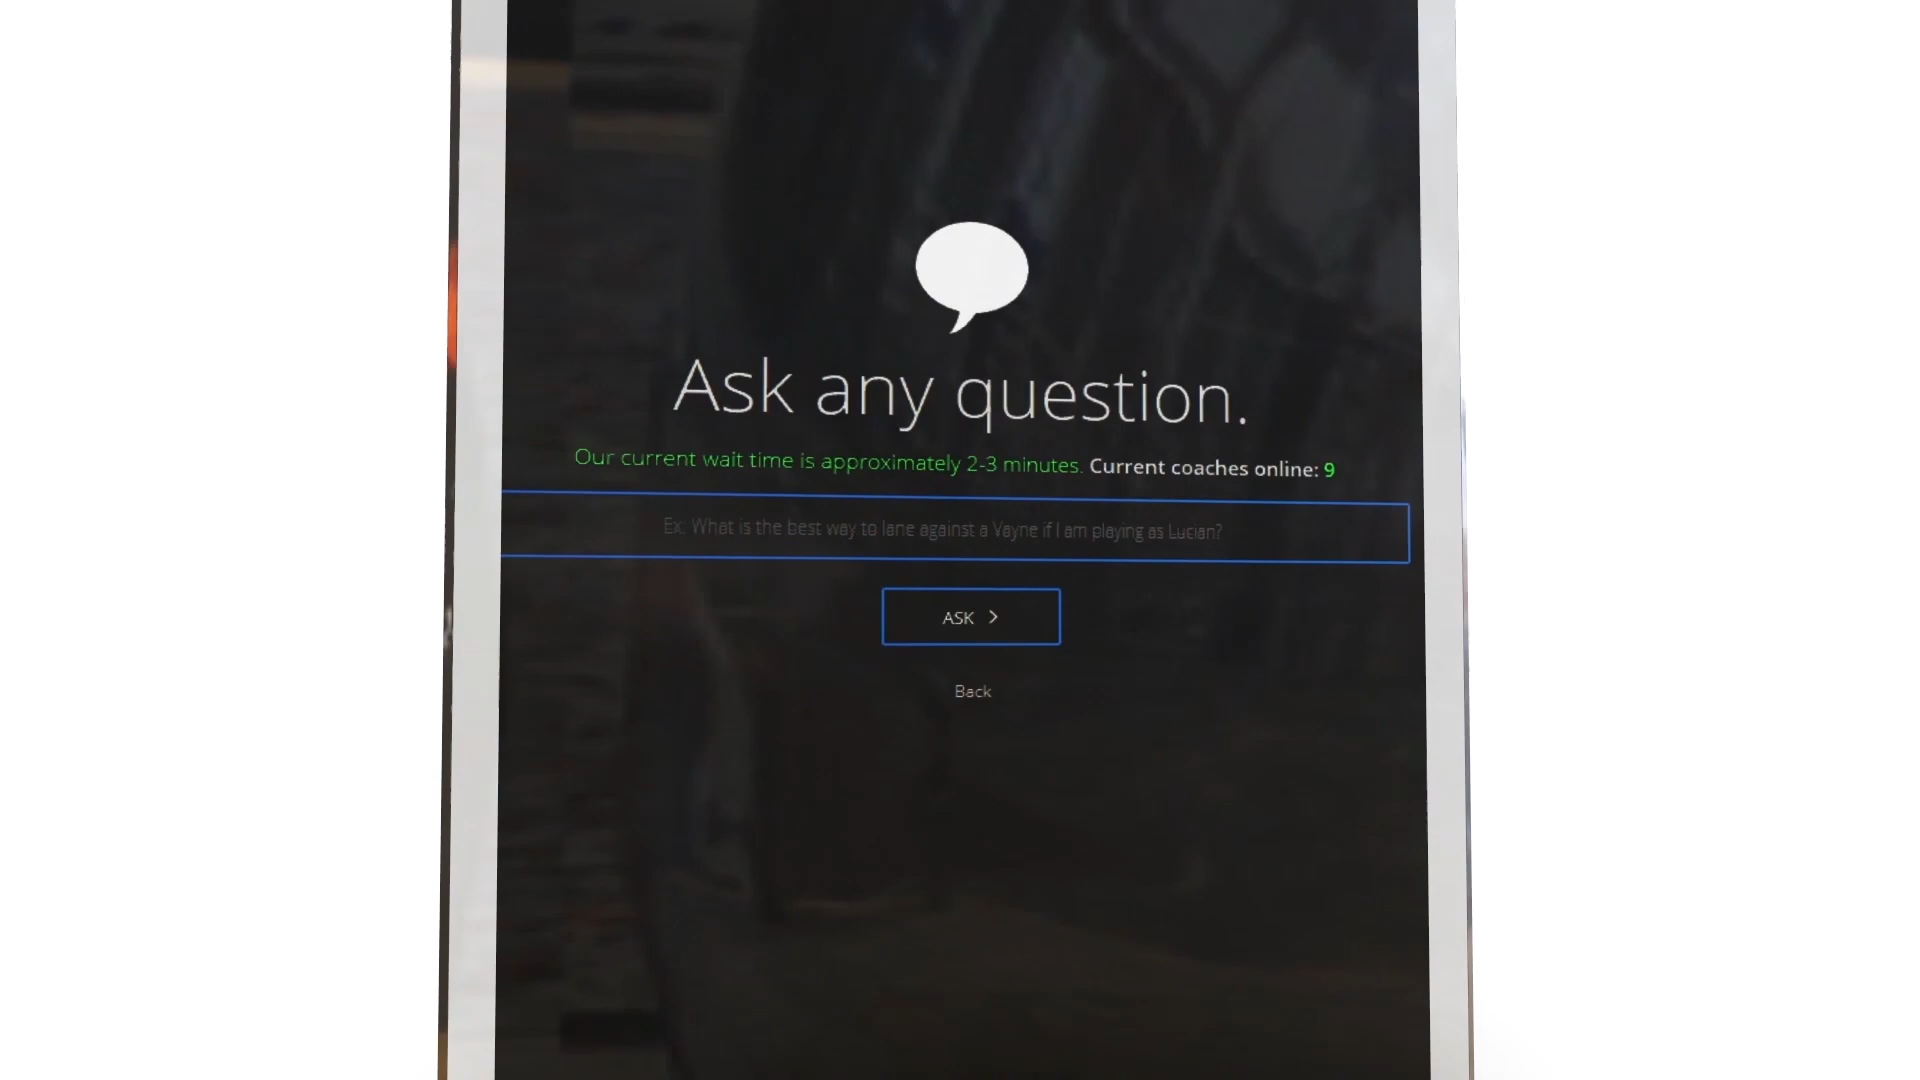 Ask any question.
Our current wait time is approximately 2-3 minutes. Current coaches online: 9
Ex: What is the best way to lane against a Vayne if I am playing as Lucian?
ASK
Back